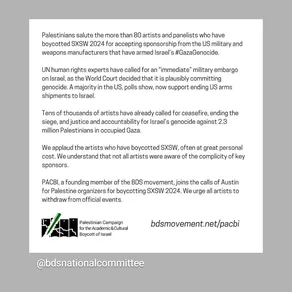 Palestinians salute the more than 80 artists and panelists who have
boycotted SXSW 2024 for accepting sponsorship from the US military and
weapons manufacturers that have armed Israel's #GazaGenocide.
UN human rights experts have called for an "immediate" military embargo
on Israel, as the World Court decided that it is plausibly committing
genocide. A majority in the US, polls show, now support ending US arms
shipments to Israel.
Tens of thousands of artists have already called for ceasefire, ending the
siege, and justice and accountability for Israel's genocide against 2.3
million Palestinians in occupied Gaza.
We applaud the artists who have boycotted SXSW, often at great personal
cost. We understand that not all artists were aware of the complicity of key
sponsors.
PACBI, a founding member of the BDS movement, joins the calls of Austin
for Palestine organizers for boycotting SXSW 2024. We urge all artists to
withdraw from official events.
Palestinian Campaign
for the Academic & Cultural
Boycott of Israel
bdsmovement.net/pacbi
@bdsnationalcommittee